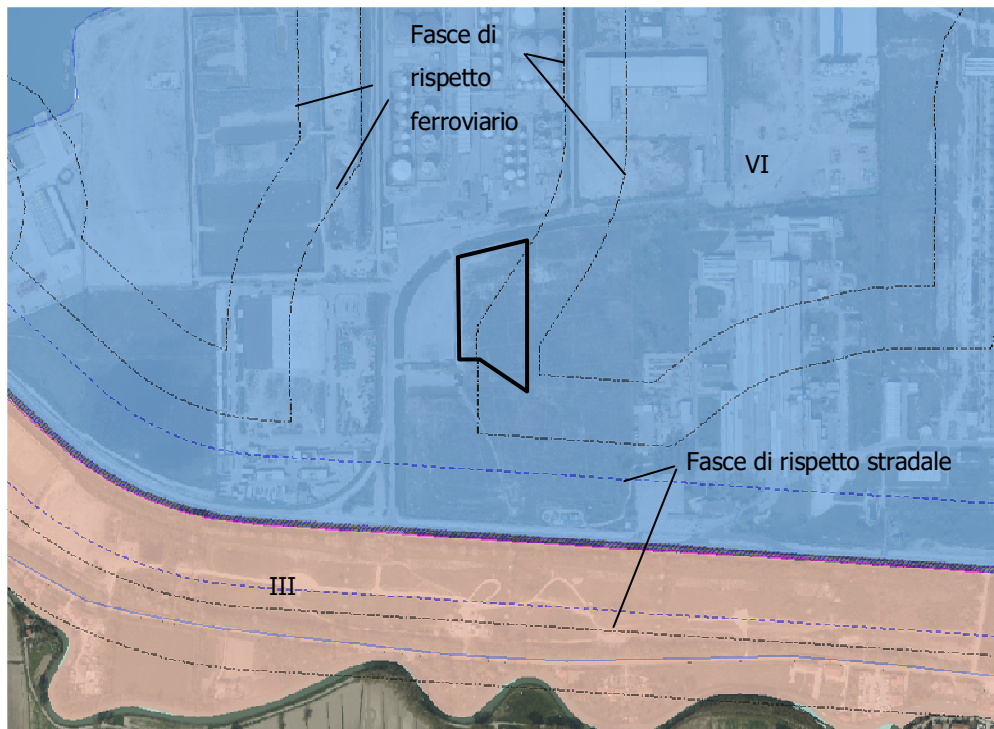 Fasce di
rispetto
ferroviario
VI
Fasce di rispetto stradale
III